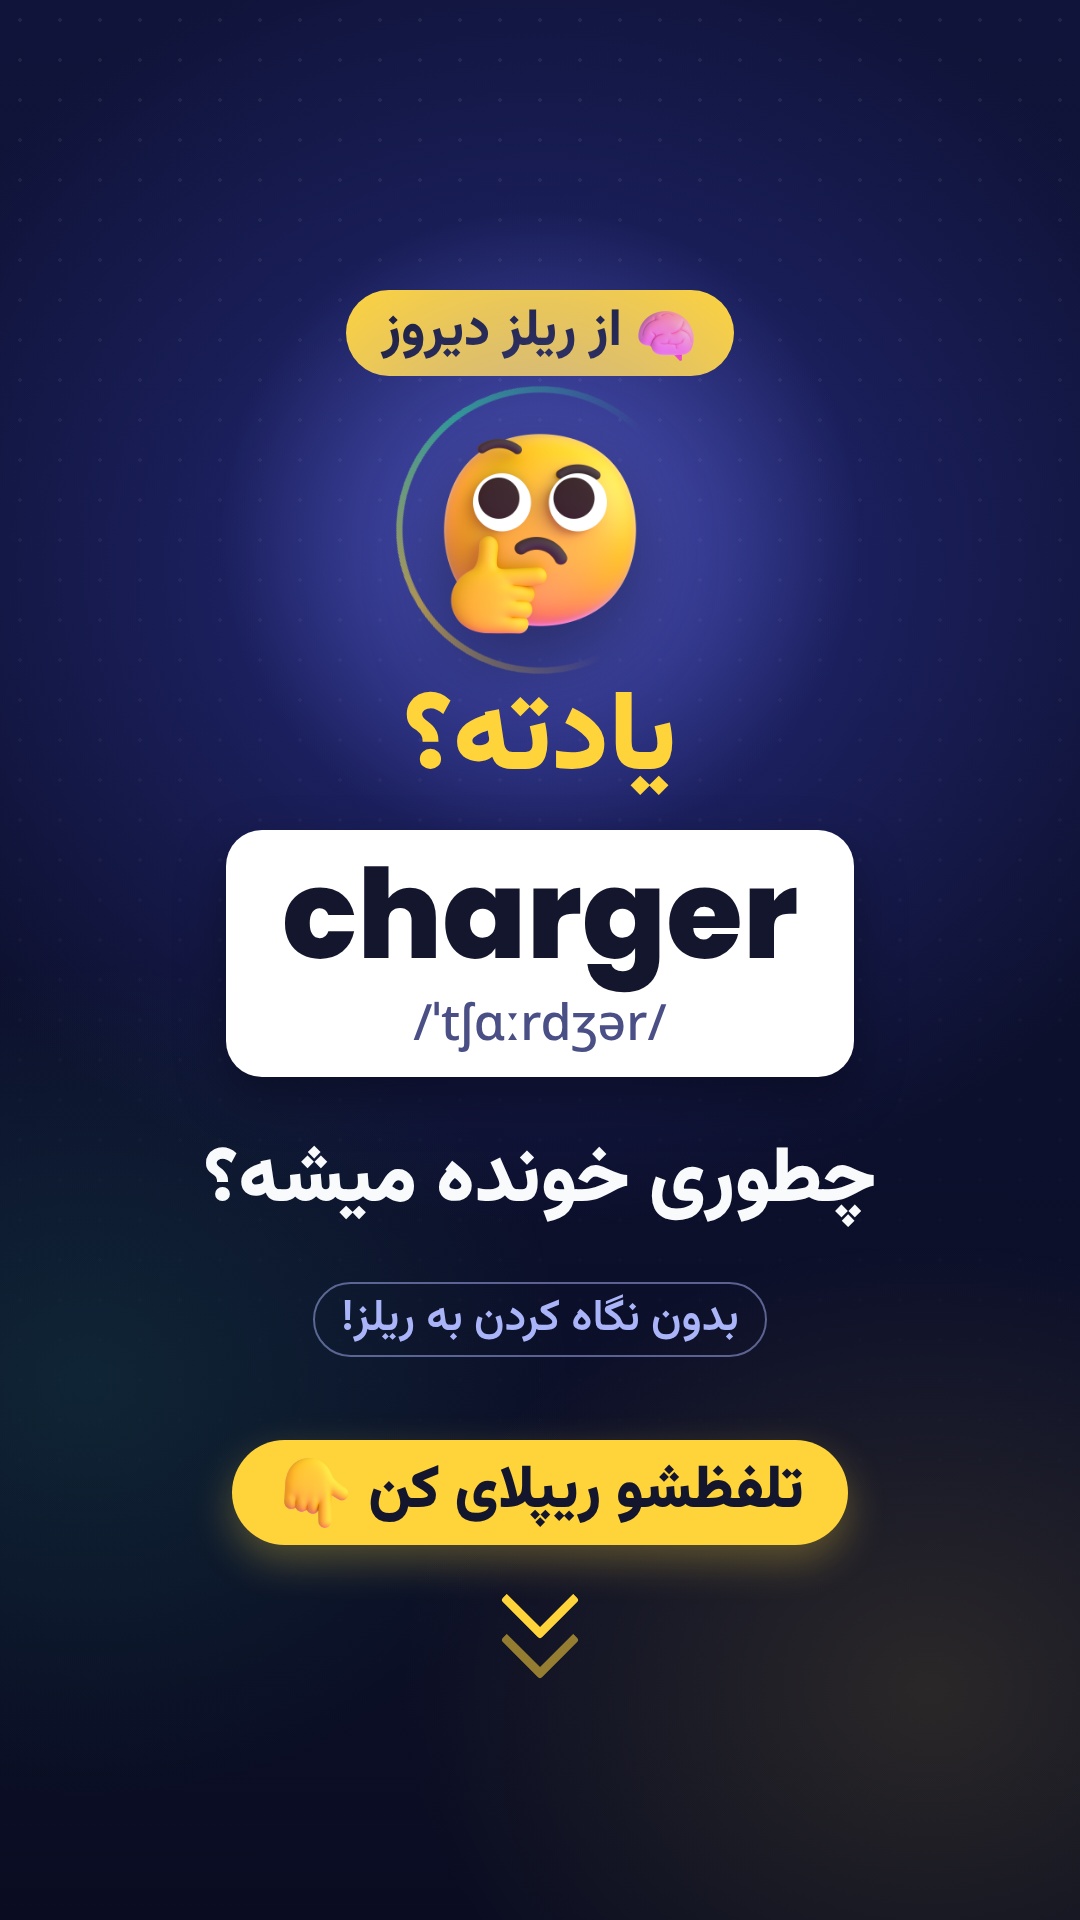 🧠 از ریلز دیروز
یادته؟
charger
/ˈtʃɑːrdʒər/
چطوری خونده میشه؟
بدون نگاه کردن به ریلز!
تلفظشو ریپلای کن 👇